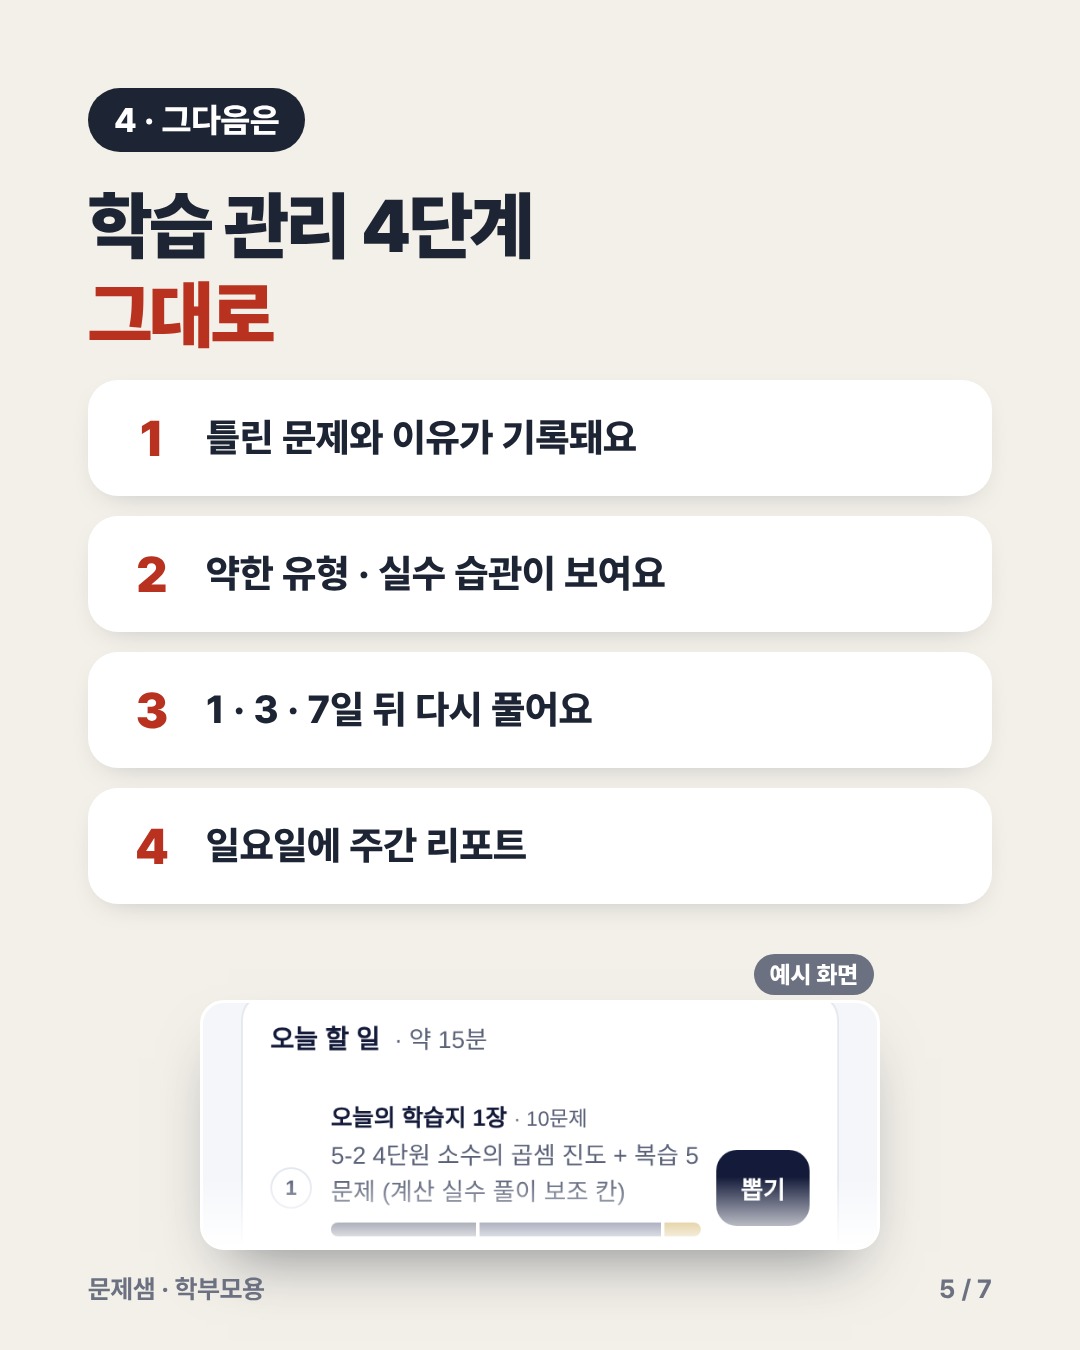 4 · 그다음은
학습 관리 4단계
그대로
1 틀린 문제와 이유가 기록돼요
2 약한 유형 · 실수 습관이 보여요
3 1 · 3 · 7일 뒤 다시 풀어요
4 일요일에 주간 리포트
예시 화면
오늘 할 일 · 약 15분
오늘의 학습지 1장 · 10문제
5-2 4단원 소수의 곱셈 진도 + 복습 5
1 문제 (계산 실수 풀이 보조 칸) 뽑기
문제샘 · 학부모용 5 / 7